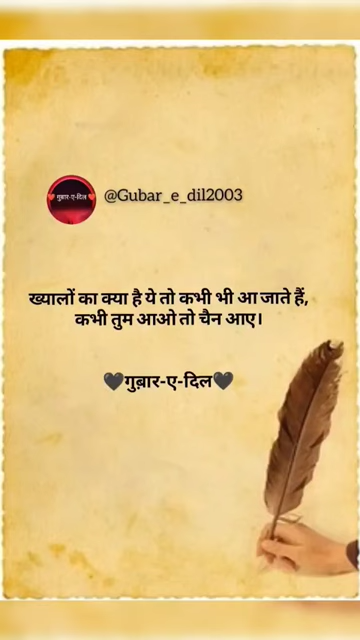 गुबार-ए-दिल
@Gubar_e_dil2003
ख्यालों का क्या है ये तो कभी भी आ जाते हैं,
कभी तुम आओ तो चैन आए।
🖤गुब़ार-ए-दिल🖤